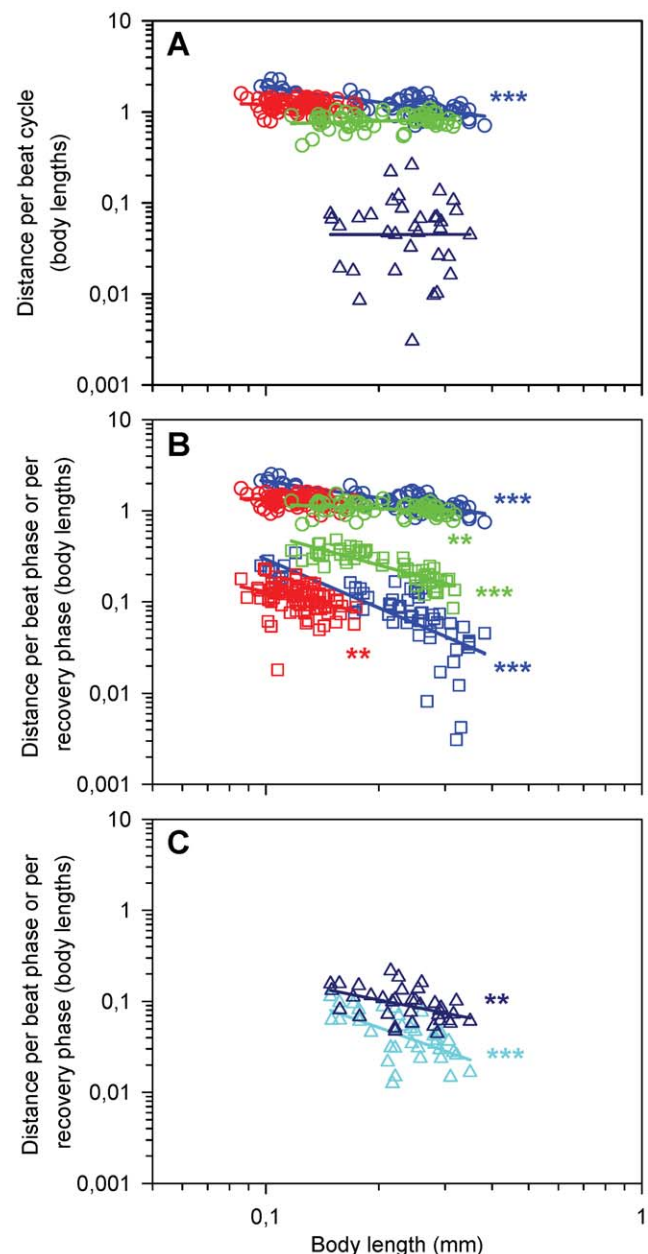 10
A
1
***
0,1
0,01
0,001
Distance per beat cycle
(body lengths)
10
B
1
***
**
***
0,1
**
***
0,01
0,001
Distance per beat phase or per
recovery phase (body lengths)
10
C
1
0,1
**
***
0,01
0,001
Distance per beat phase or per
recovery phase (body lengths)
0,1
1
Body length (mm)